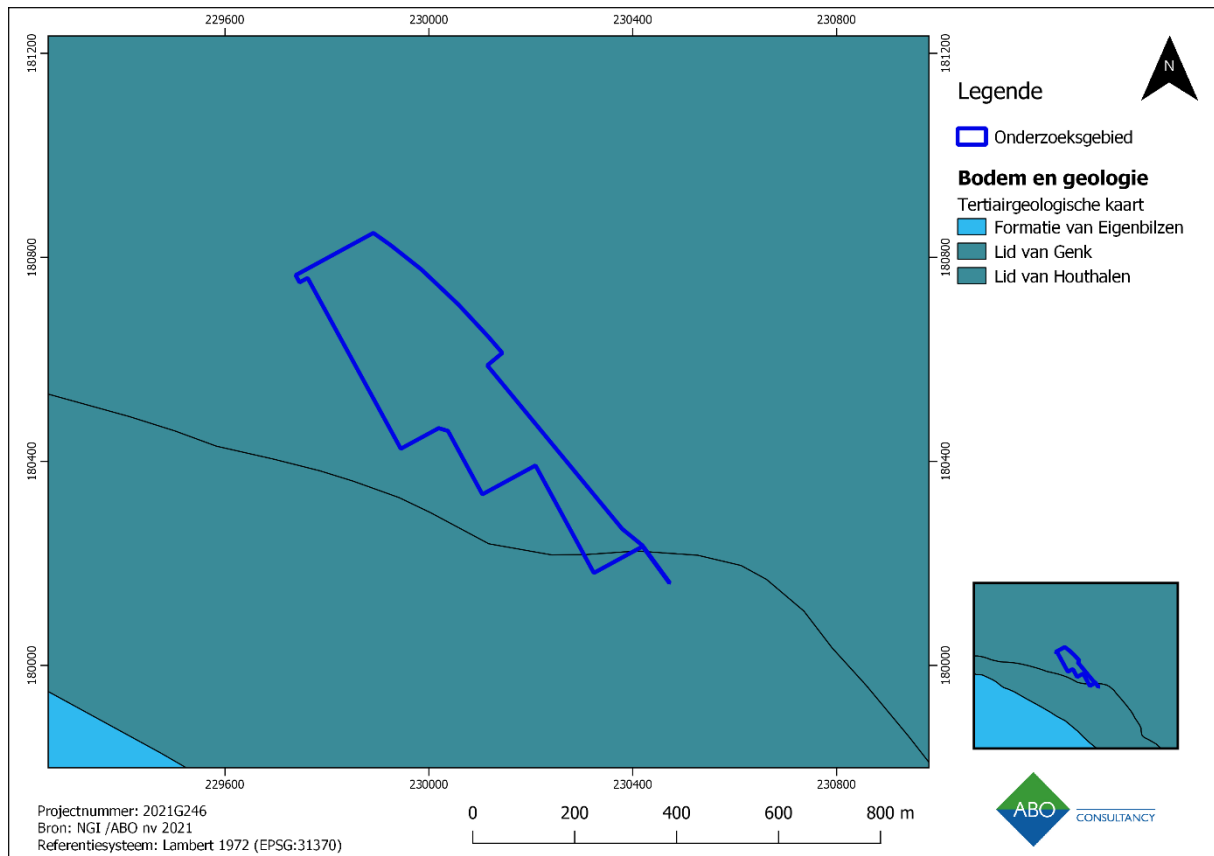 229600 230000 230400 230800
181200 181200
N
Legende
Onderzoeksgebied
Bodem en geologie
Tertiairgeologische kaart
Formatie van Eigenbilzen
Lid van Genk
Lid van Houthalen
180800 180800
180400 180400
180000 180000
229600 230000 230400 230800
Projectnummer: 2021G246
Bron: NGI /ABO nv 2021
Referentiesysteem: Lambert 1972 (EPSG:31370)
0 200 400 600 800 m
ABO
CONSULTANCY